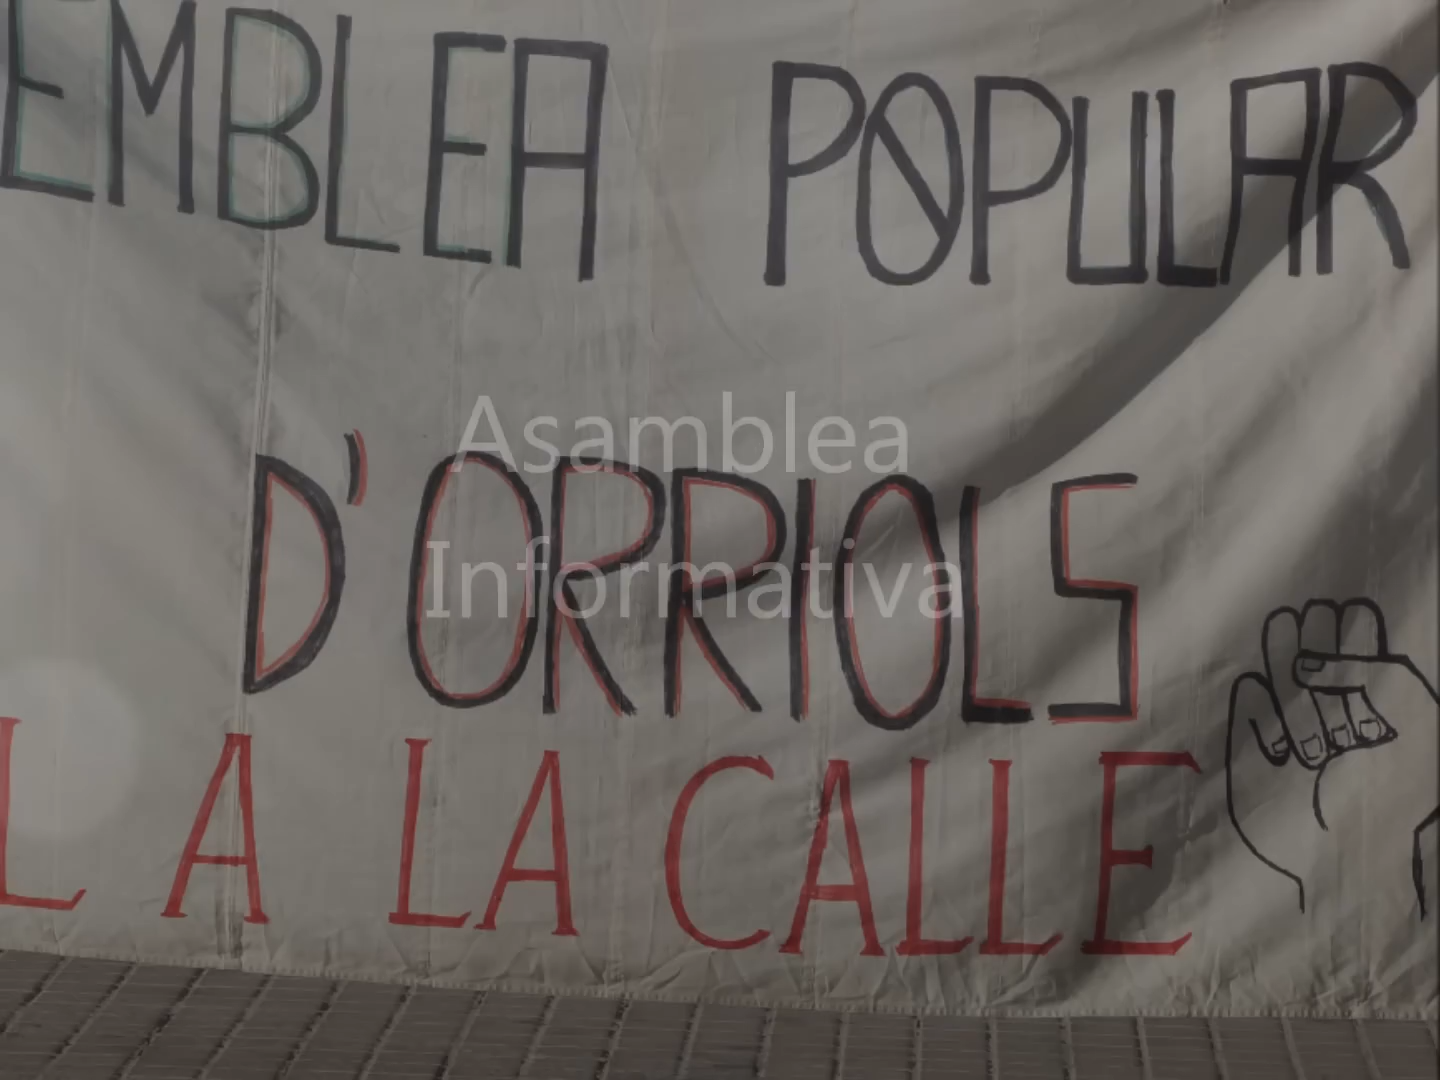 EMBLEA POPULAR
Asamblea
D'ORRIOLS
Informativa
L A LA CALLE